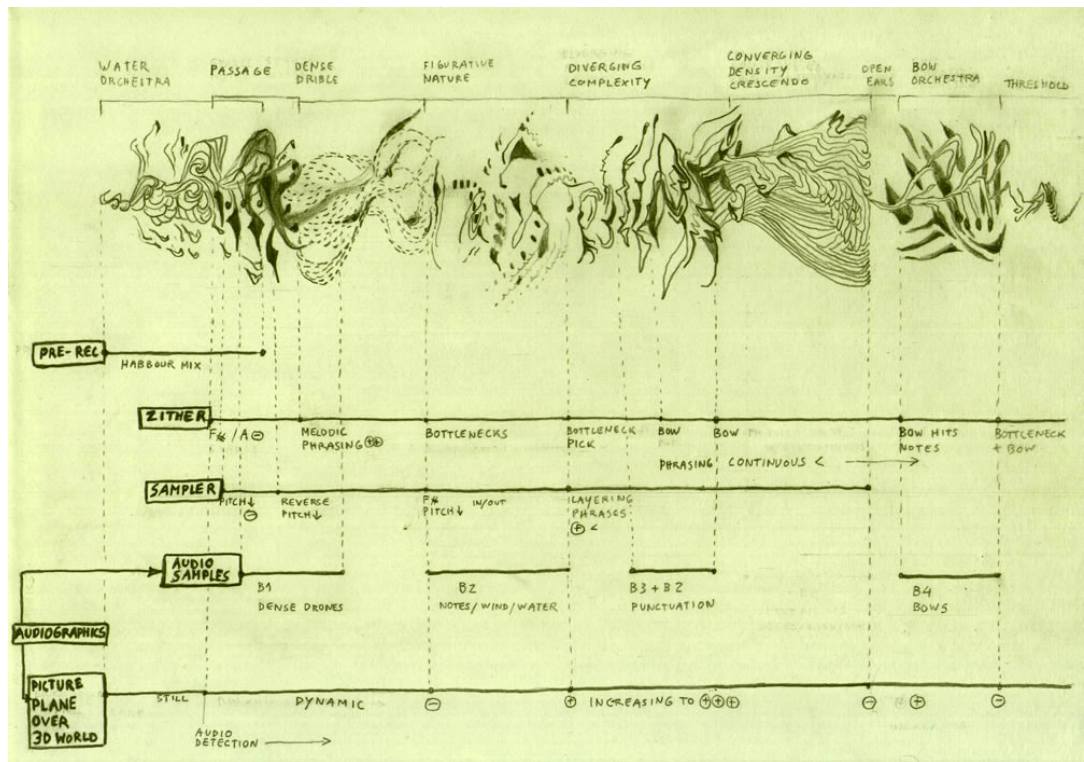 WATER
ORCHESTRA
PASSAGE
DENSE
DRIBLE
FIGURATIVE
NATURE
DIVERGING
COMPLEXITY
CONVERGING
DENSITY
CRESCENDO
OPEN
EARS
BOW
ORCHESTRA
THRESHOLD
PRE-REC
HABBOUR MIX
ZITHER
F# / A ⊖
MELODIC
PHRASING ⊕⊕
BOTTLENECKS
BOTTLENECK
PICK
BOW
BOW
BOW HITS
NOTES
BOTTLENECK
+ BOW
PHRASING CONTINUOUS < →
SAMPLER
PITCH↓
⊖
REVERSE
PITCH↓
F#
PITCH↓
IN/OUT
LAYERING
PHRASES
⊕ <
AUDIO
SAMPLES
B1
DENSE DRONES
B2
NOTES/WIND/WATER
B3 + B2
PUNCTUATION
B4
BOWS
AUDIOGRAPHICS
PICTURE
PLANE
OVER
3D WORLD
STILL
DYNAMIC
⊖
⊕ INCREASING TO ⊕⊕⊕
⊖
⊕
⊖
AUDIO
DETECTION →